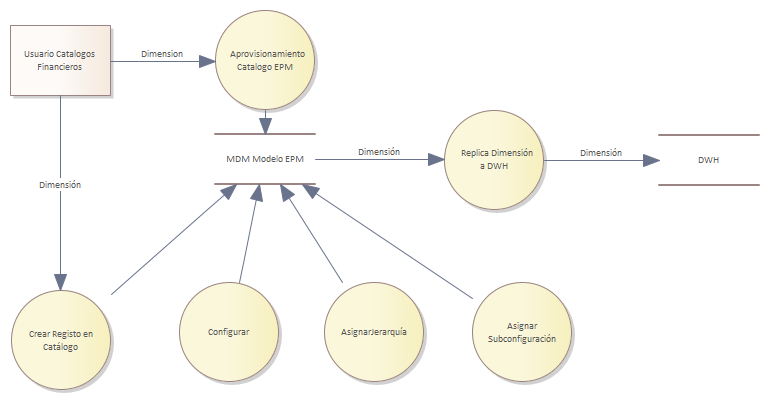 Usuario Catalogos
Financieros
Dimension
Aprovisionamiento
Catalogo EPM
MDM Modelo EPM
Dimensión
Replica Dimensión
a DWH
Dimensión
DWH
Dimensión
Crear Registo en
Catálogo
Configurar
AsignarJerarquía
Asignar
Subconfiguración